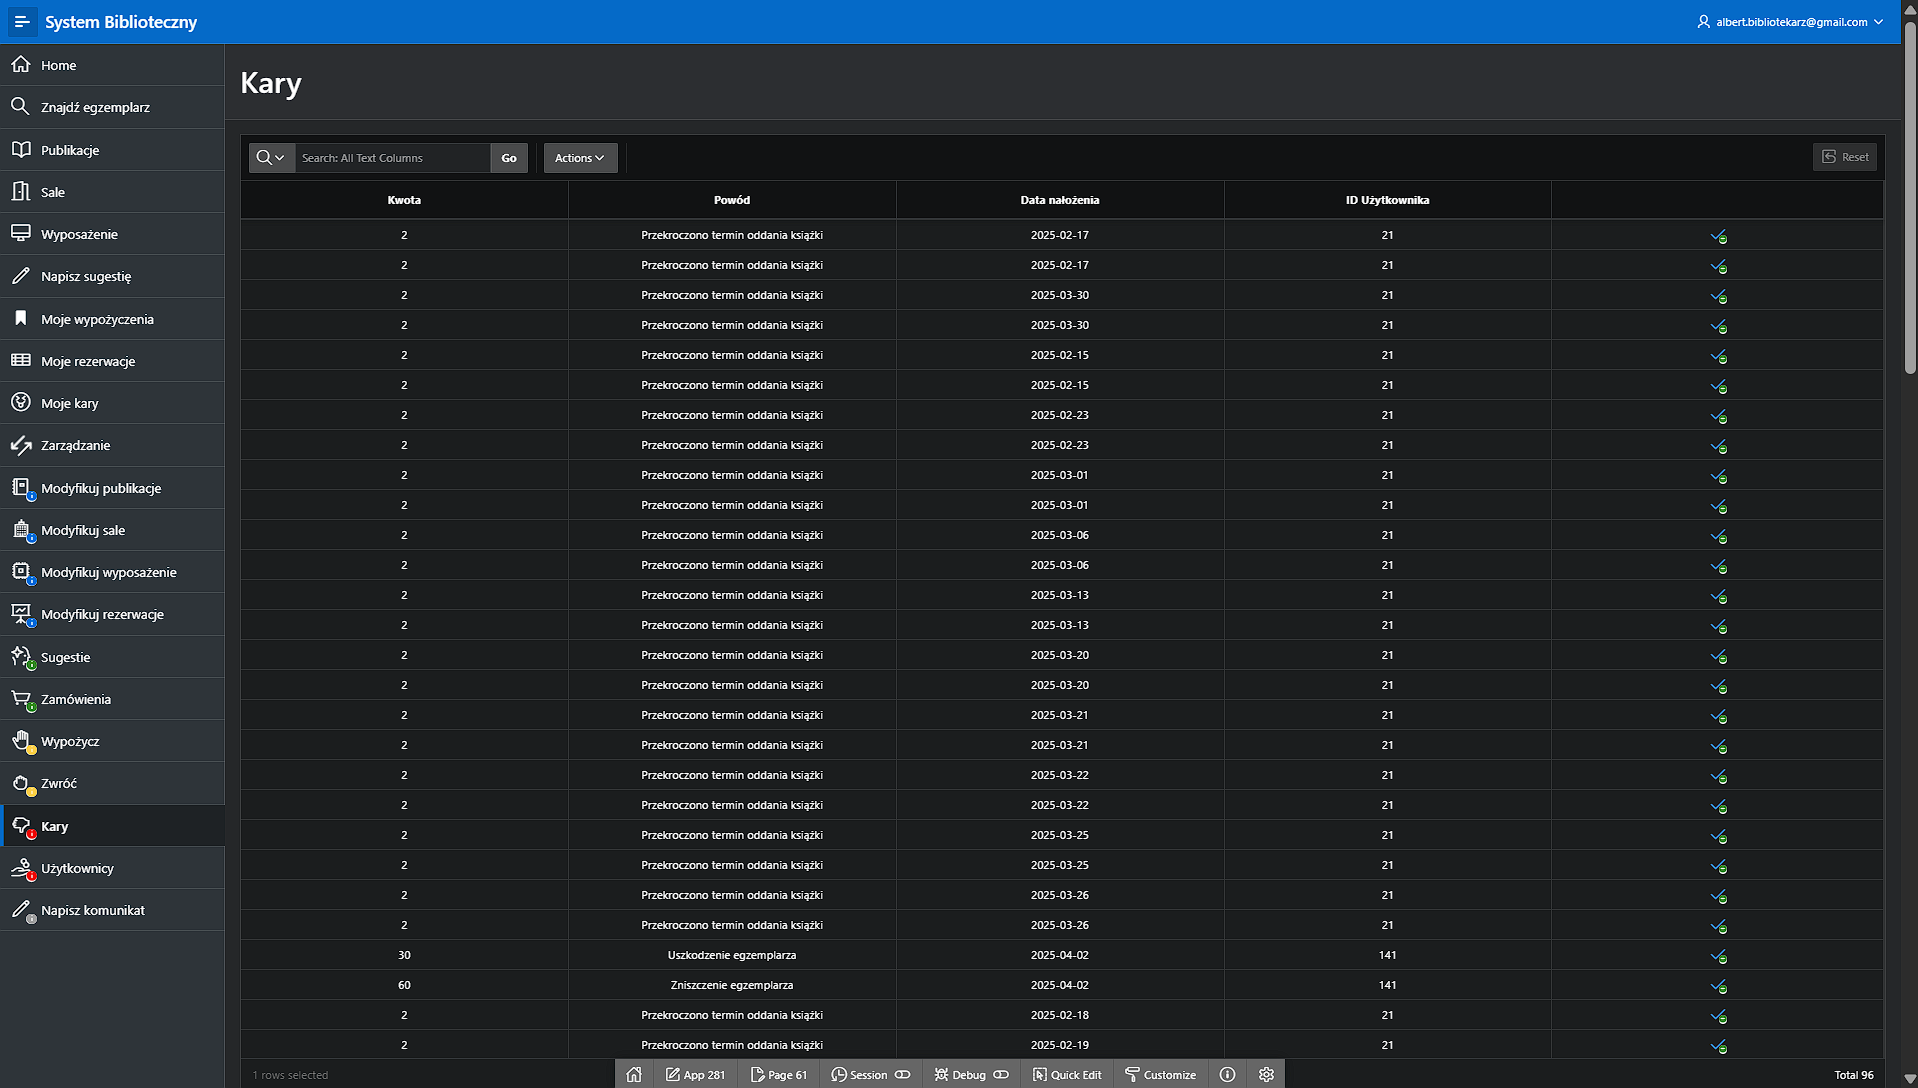 System Biblioteczny
albert.bibliotekarz@gmail.com
Home
Znajdź egzemplarz
Publikacje
Sale
Wyposażenie
Napisz sugestię
Moje wypożyczenia
Moje rezerwacje
Moje kary
Zarządzanie
Modyfikuj publikacje
Modyfikuj sale
Modyfikuj wyposażenie
Modyfikuj rezerwacje
Sugestie
Zamówienia
Wypożycz
Zwróć
Kary
Użytkownicy
Napisz komunikat
Kary
Search: All Text Columns Go Actions Reset
Kwota Powód Data nałożenia ID Użytkownika
2 Przekroczono termin oddania książki 2025-02-17 21
2 Przekroczono termin oddania książki 2025-02-17 21
2 Przekroczono termin oddania książki 2025-03-30 21
2 Przekroczono termin oddania książki 2025-03-30 21
2 Przekroczono termin oddania książki 2025-02-15 21
2 Przekroczono termin oddania książki 2025-02-15 21
2 Przekroczono termin oddania książki 2025-02-23 21
2 Przekroczono termin oddania książki 2025-02-23 21
2 Przekroczono termin oddania książki 2025-03-01 21
2 Przekroczono termin oddania książki 2025-03-01 21
2 Przekroczono termin oddania książki 2025-03-06 21
2 Przekroczono termin oddania książki 2025-03-06 21
2 Przekroczono termin oddania książki 2025-03-13 21
2 Przekroczono termin oddania książki 2025-03-13 21
2 Przekroczono termin oddania książki 2025-03-20 21
2 Przekroczono termin oddania książki 2025-03-20 21
2 Przekroczono termin oddania książki 2025-03-21 21
2 Przekroczono termin oddania książki 2025-03-21 21
2 Przekroczono termin oddania książki 2025-03-22 21
2 Przekroczono termin oddania książki 2025-03-22 21
2 Przekroczono termin oddania książki 2025-03-25 21
2 Przekroczono termin oddania książki 2025-03-25 21
2 Przekroczono termin oddania książki 2025-03-26 21
2 Przekroczono termin oddania książki 2025-03-26 21
30 Uszkodzenie egzemplarza 2025-04-02 141
60 Zniszczenie egzemplarza 2025-04-02 141
2 Przekroczono termin oddania książki 2025-02-18 21
2 Przekroczono termin oddania książki 2025-02-19 21
1 rows selected Total 96
App 281 Page 61 Session Debug Quick Edit Customize